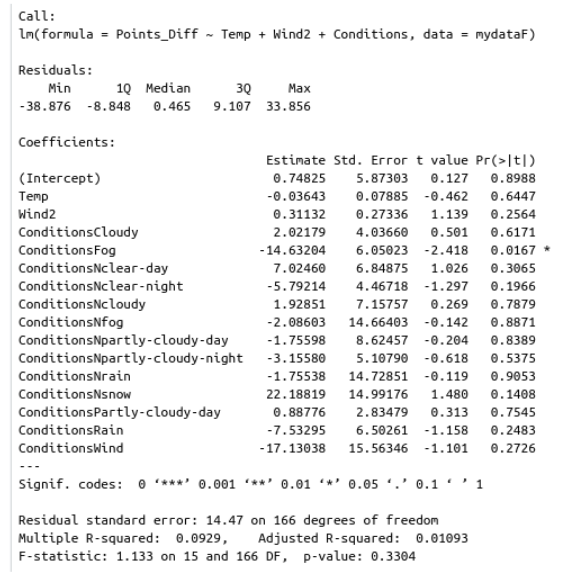 Call:
lm(formula = Points_Diff ~ Temp + Wind2 + Conditions, data = mydataF)
Residuals:
    Min      1Q  Median      3Q     Max
-38.876  -8.848   0.465   9.107  33.856
Coefficients:
                              Estimate Std. Error t value Pr(>|t|)
(Intercept)                    0.74825    5.87303   0.127   0.8988
Temp                          -0.03643    0.07885  -0.462   0.6447
Wind2                          0.31132    0.27336   1.139   0.2564
ConditionsCloudy               2.02179    4.03660   0.501   0.6171
ConditionsFog                -14.63204    6.05023  -2.418   0.0167 *
ConditionsNclear-day           7.02460    6.84875   1.026   0.3065
ConditionsNclear-night        -5.79214    4.46718  -1.297   0.1966
ConditionsNcloudy              1.92851    7.15757   0.269   0.7879
ConditionsNfog                -2.08603   14.66403  -0.142   0.8871
ConditionsNpartly-cloudy-day  -1.75598    8.62457  -0.204   0.8389
ConditionsNpartly-cloudy-night -3.15580    5.10790  -0.618   0.5375
ConditionsNrain               -1.75538   14.72851  -0.119   0.9053
ConditionsNsnow               22.18819   14.99176   1.480   0.1408
ConditionsPartly-cloudy-day    0.88776    2.83479   0.313   0.7545
ConditionsRain                -7.53295    6.50261  -1.158   0.2483
ConditionsWind               -17.13038   15.56346  -1.101   0.2726
---
Signif. codes:  0 ‘***’ 0.001 ‘**’ 0.01 ‘*’ 0.05 ‘.’ 0.1 ‘ ’ 1
Residual standard error: 14.47 on 166 degrees of freedom
Multiple R-squared:  0.0929,    Adjusted R-squared:  0.01093
F-statistic: 1.133 on 15 and 166 DF,  p-value: 0.3304